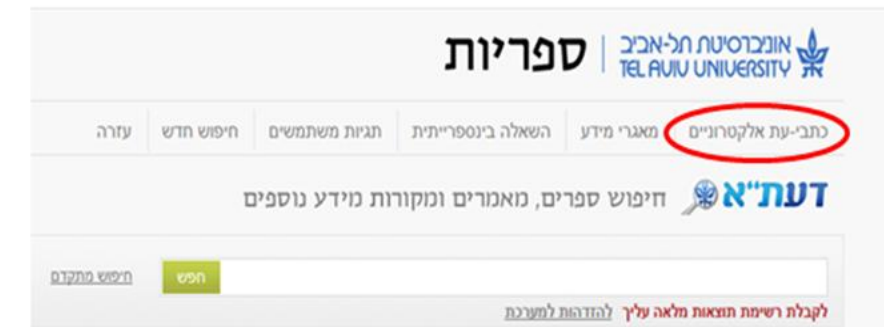 אוניברסיטת תל-אביב | ספריות
TEL AVIV UNIVERSITY
כתבי-עת אלקטרוניים | מאגרי מידע | השאלה בינספרייתית | תגיות משתמשים | חיפוש חדש | עזרה
דעת"א חיפוש ספרים, מאמרים ומקורות מידע נוספים
חפש חיפוש מתקדם
לקבלת רשימת תוצאות מלאה עליך להזדהות למערכת